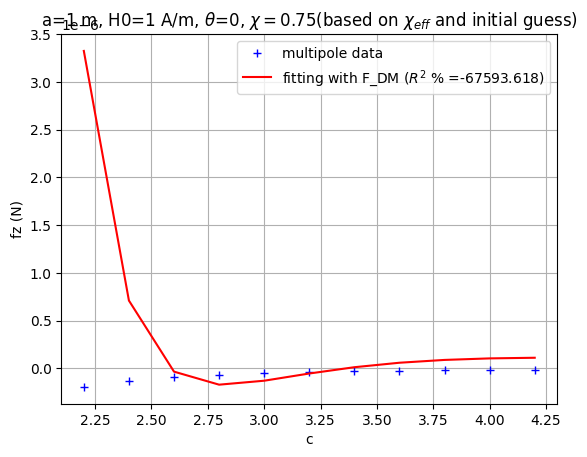 a=1 m, H0=1 A/m, θ=0, χ = 0.75(based on χeff and initial guess)
1e−6
multipole data
fitting with F_DM (R² % =-67593.618)
3.5
3.0
2.5
2.0
1.5
1.0
0.5
0.0
fz (N)
2.25 2.50 2.75 3.00 3.25 3.50 3.75 4.00 4.25
c